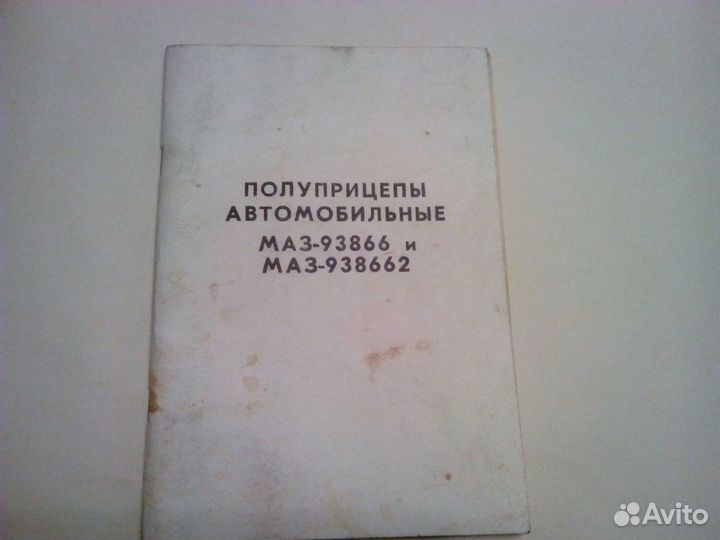 ПОЛУПРИЦЕПЫ
АВТОМОБИЛЬНЫЕ
МАЗ-93866 и
МАЗ-938662
Avito